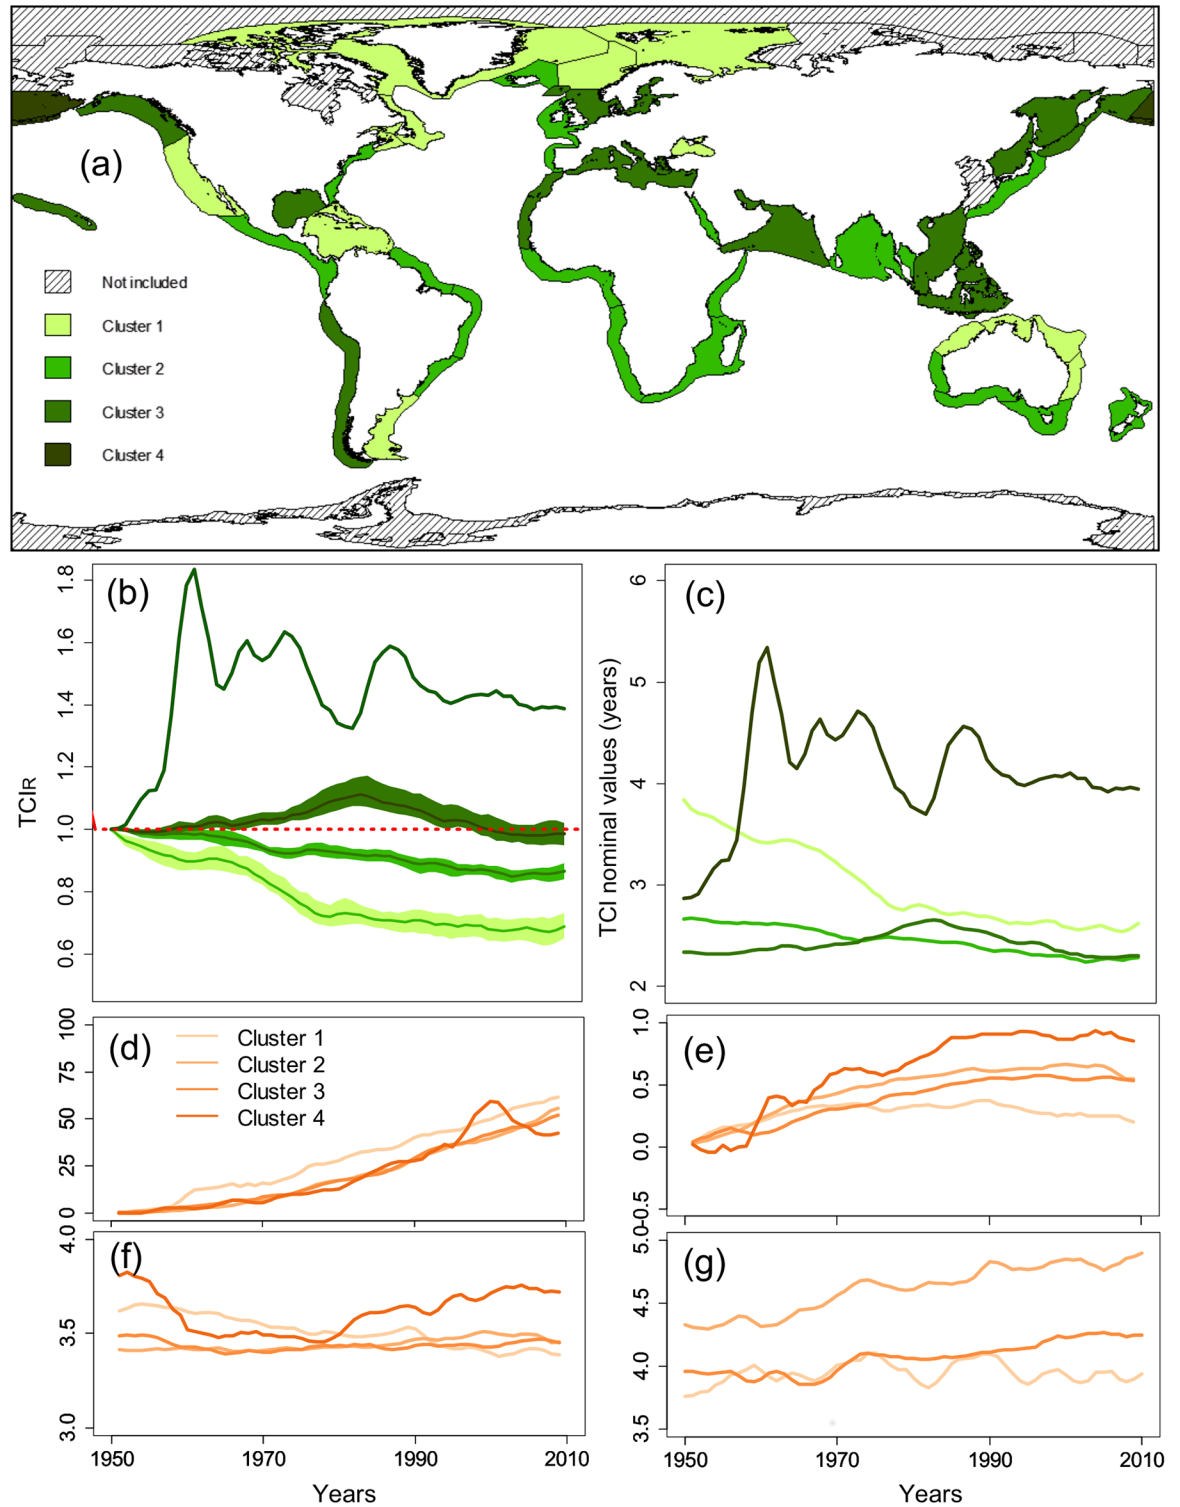 (a)
Not included
Cluster 1
Cluster 2
Cluster 3
Cluster 4
(b)
1.8
1.6
1.4
1.2
1.0
0.8
0.6
TCIR
(c)
6
5
4
3
2
TCI nominal values (years)
(d)
Cluster 1
Cluster 2
Cluster 3
Cluster 4
100
75
50
25
0
(e)
1.0
0.5
0.0
-0.5
(f)
4.0
3.5
3.0
1950 1970 1990 2010
Years
(g)
5.0
4.5
4.0
3.5
1950 1970 1990 2010
Years